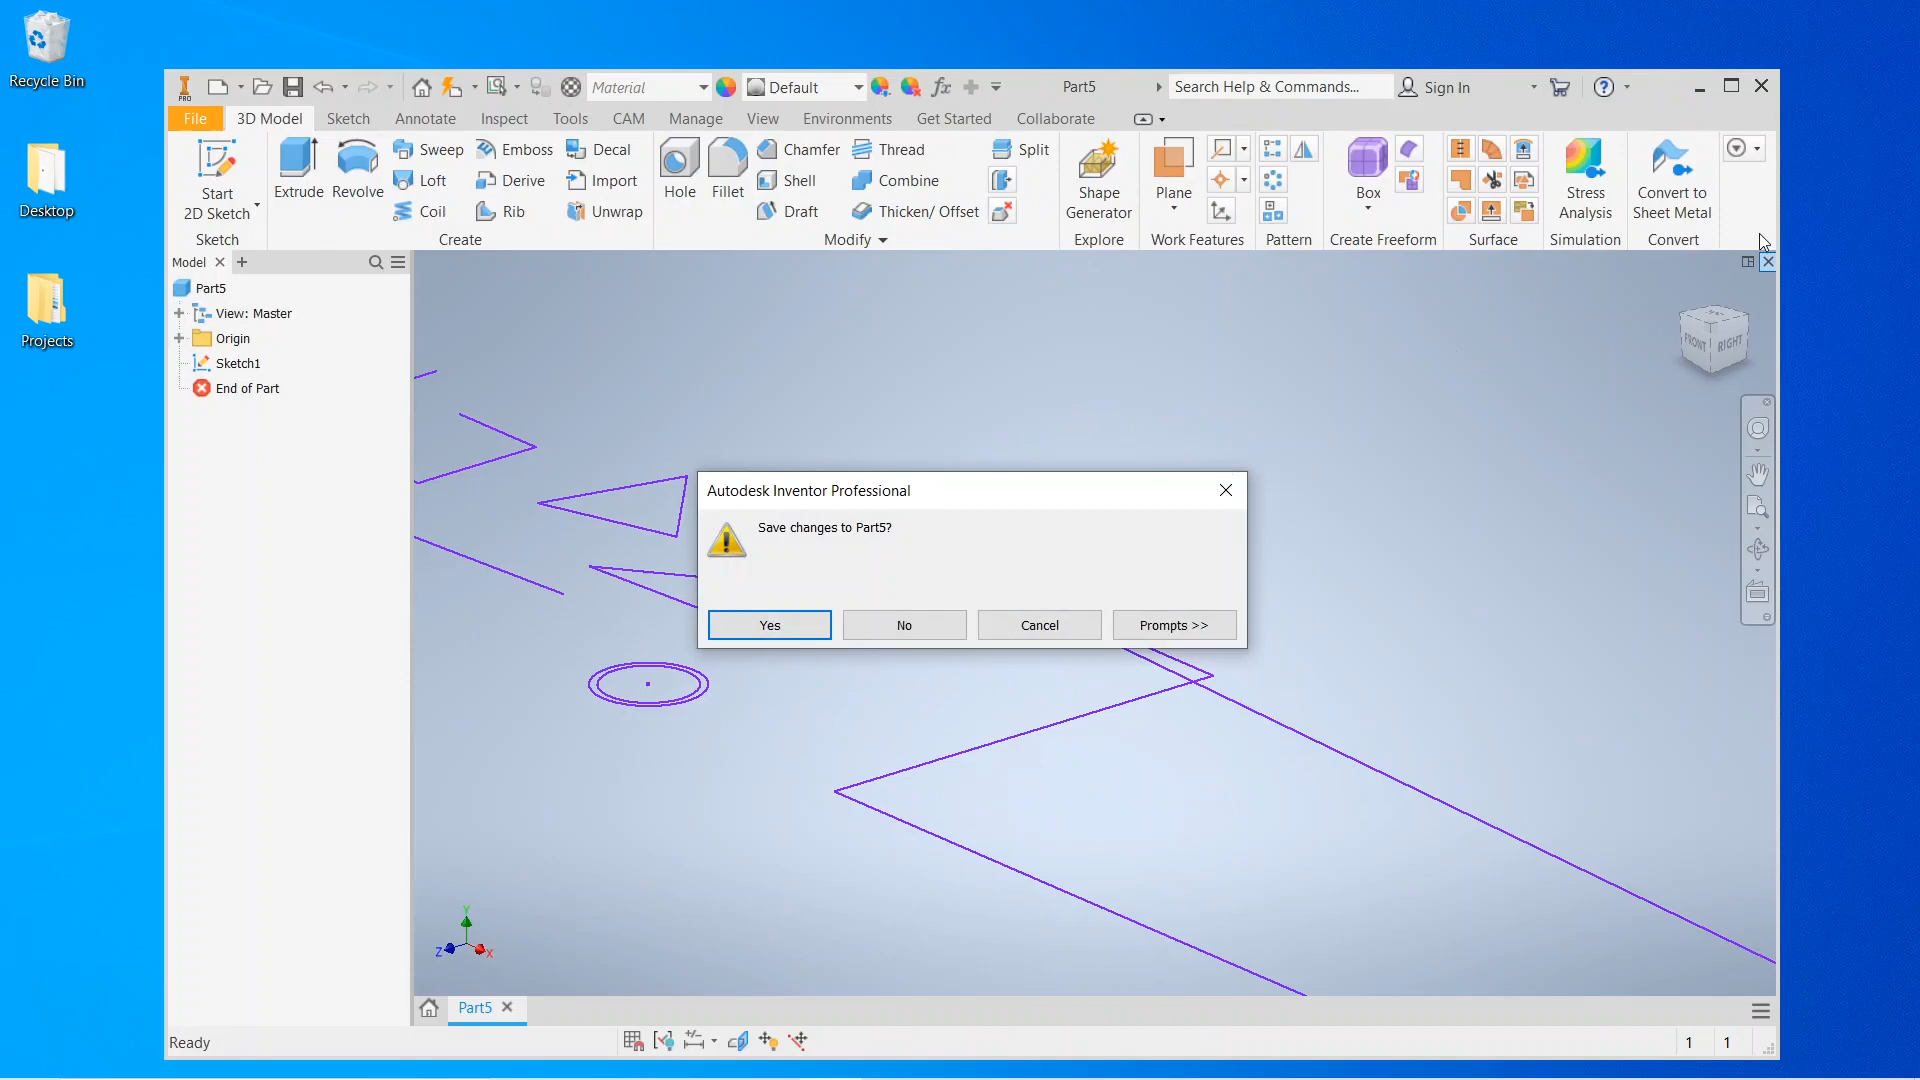 Recycle Bin
Desktop
Projects
PRO
Material
Default
fx
Part5
Search Help & Commands...
Sign In
File
3D Model
Sketch
Annotate
Inspect
Tools
CAM
Manage
View
Environments
Get Started
Collaborate
Start
2D Sketch
Sketch
Extrude
Revolve
Sweep
Loft
Coil
Emboss
Derive
Rib
Decal
Import
Unwrap
Create
Hole
Fillet
Chamfer
Shell
Draft
Thread
Combine
Thicken/ Offset
Split
Modify
Shape
Generator
Explore
Plane
Work Features
Pattern
Box
Create Freeform
Surface
Stress
Analysis
Simulation
Convert to
Sheet Metal
Convert
Model
Part5
View: Master
Origin
Sketch1
End of Part
FRONT
RIGHT
Autodesk Inventor Professional
Save changes to Part5?
Yes
No
Cancel
Prompts >>
Y
Z
X
Part5
Ready
1
1